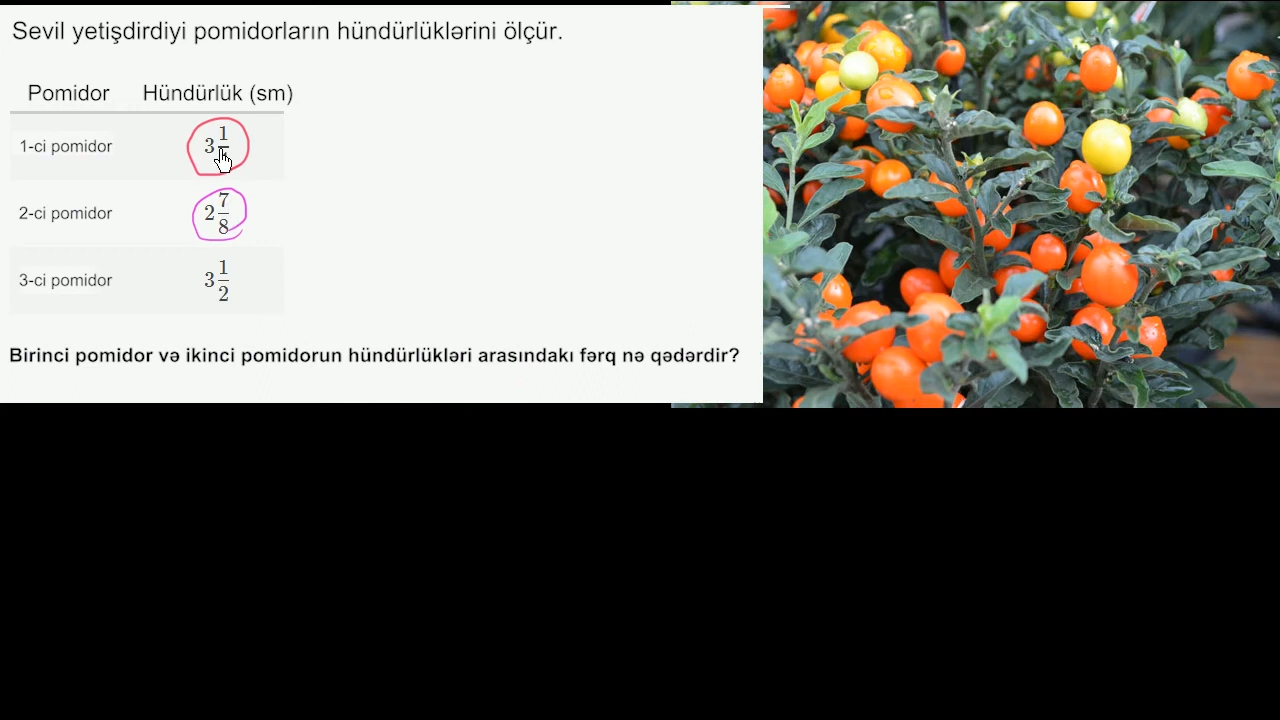 Sevil yetişdirdiyi pomidorların hündürlüklərini ölçür.
Pomidor Hündürlük (sm)
1-ci pomidor 3 1
2-ci pomidor 2 7/8
3-ci pomidor 3 1/2
Birinci pomidor və ikinci pomidorun hündürlükləri arasındakı fərq nə qədərdir?